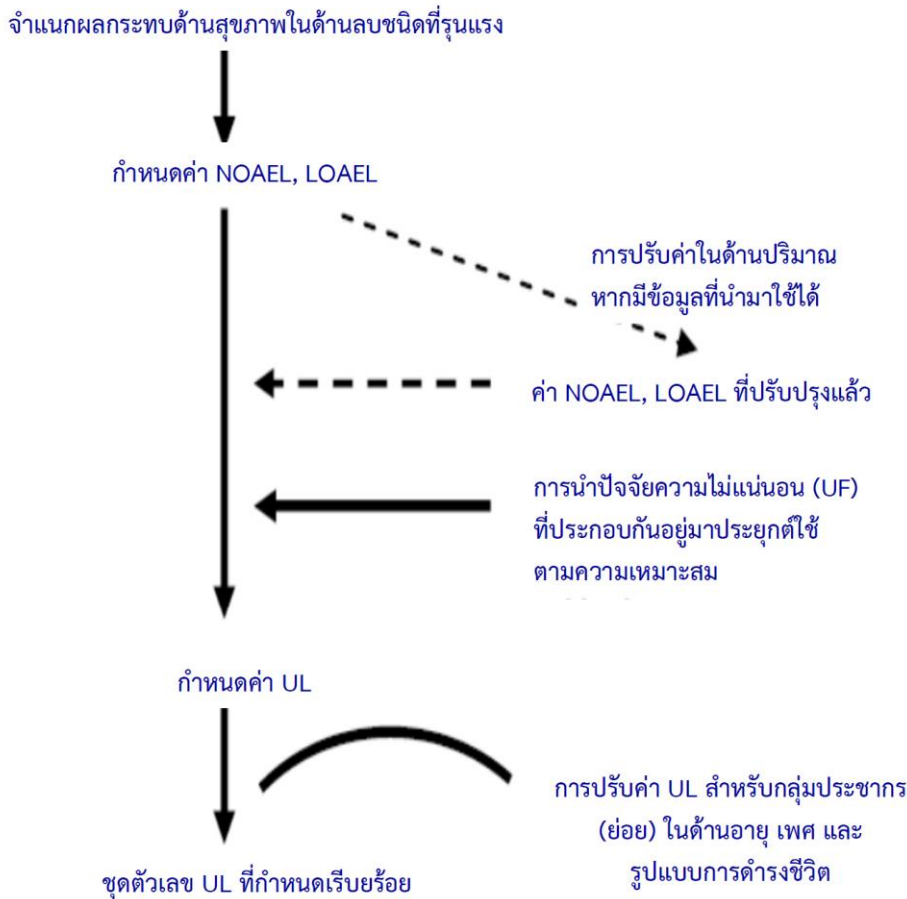 จำแนกผลกระทบด้านสุขภาพในด้านลบชนิดที่รุนแรง
กำหนดค่า NOAEL, LOAEL
การปรับค่าในด้านปริมาณ
หากมีข้อมูลที่นำมาใช้ได้
ค่า NOAEL, LOAEL ที่ปรับปรุงแล้ว
การนำปัจจัยความไม่แน่นอน (UF)
ที่ประกอบกันอยู่มาประยุกต์ใช้
ตามความเหมาะสม
กำหนดค่า UL
การปรับค่า UL สำหรับกลุ่มประชากร
(ย่อย) ในด้านอายุ เพศ และ
รูปแบบการดำรงชีวิต
ชุดตัวเลข UL ที่กำหนดเรีบยร้อย